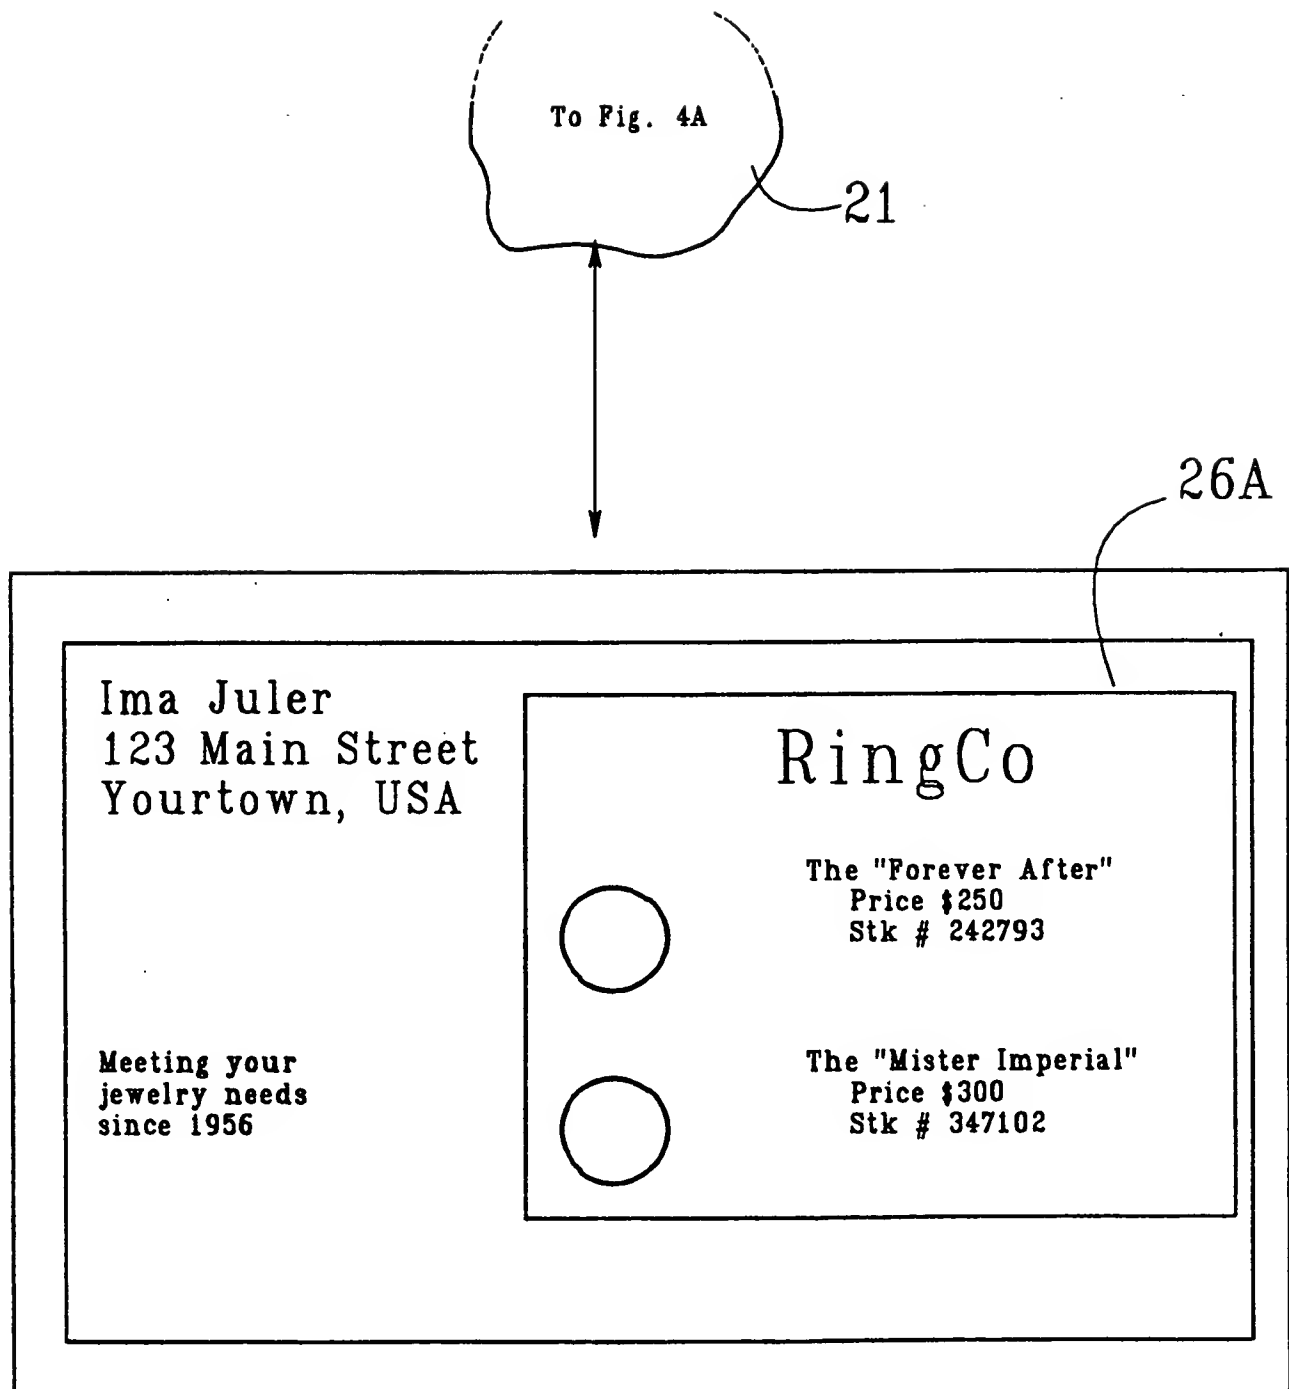 To Fig. 4A
21
26A
Ima Juler
123 Main Street
Yourtown, USA
Meeting your
jewelry needs
since 1956
RingCo
The "Forever After"
Price $250
Stk # 242793
The "Mister Imperial"
Price $300
Stk # 347102